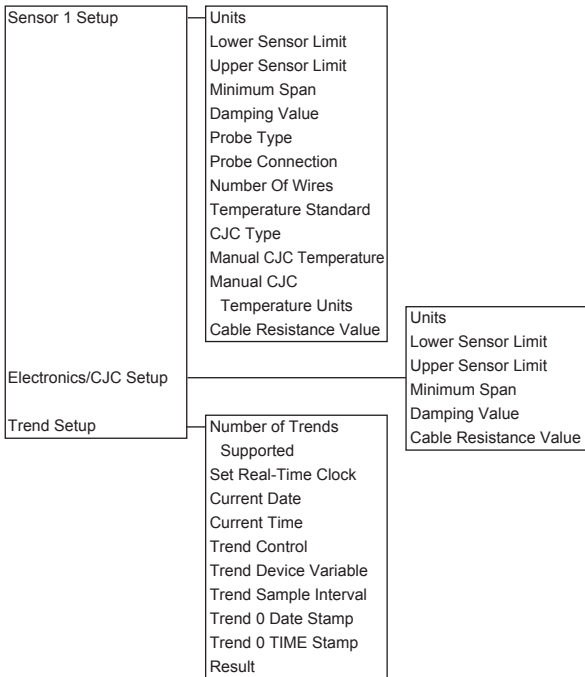 Sensor 1 Setup
Units
Lower Sensor Limit
Upper Sensor Limit
Minimum Span
Damping Value
Probe Type
Probe Connection
Number Of Wires
Temperature Standard
CJC Type
Manual CJC Temperature
Manual CJC
Temperature Units
Cable Resistance Value
Electronics/CJC Setup
Units
Lower Sensor Limit
Upper Sensor Limit
Minimum Span
Damping Value
Cable Resistance Value
Trend Setup
Number of Trends
Supported
Set Real-Time Clock
Current Date
Current Time
Trend Control
Trend Device Variable
Trend Sample Interval
Trend 0 Date Stamp
Trend 0 TIME Stamp
Result